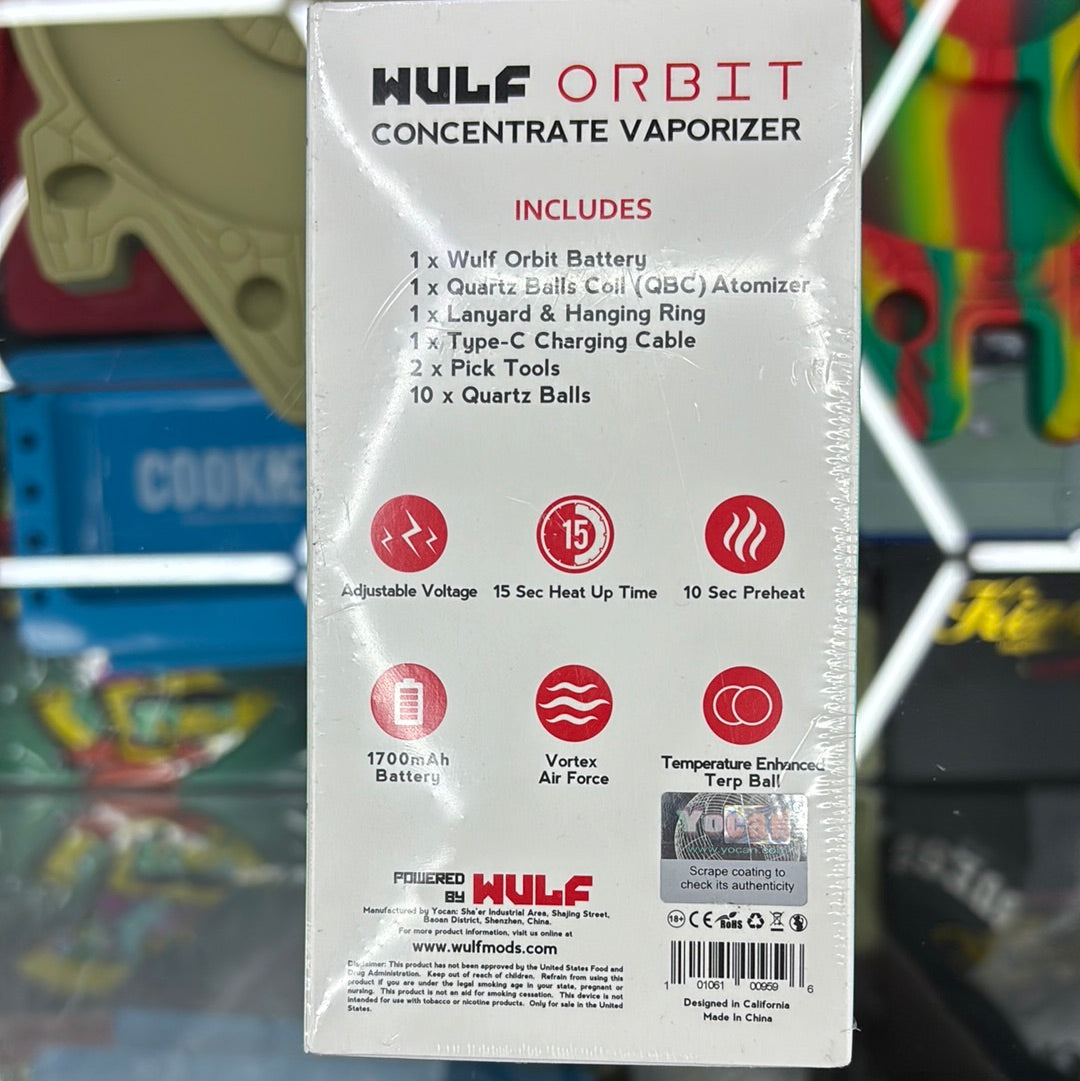 WULF ORBIT
CONCENTRATE VAPORIZER
INCLUDES
1 x Wulf Orbit Battery
1 x Quartz Balls Coil (QBC) Atomizer
1 x Lanyard & Hanging Ring
1 x Type-C Charging Cable
2 x Pick Tools
10 x Quartz Balls
COOKIE
15
Adjustable Voltage
15 Sec Heat Up Time
10 Sec Preheat
1700mAh
Battery
Vortex
Air Force
Temperature Enhanced
Terp Ball
Yocan
www.yocan.com
Scrape coating to
check its authenticity
POWERED
BY WULF
Manufactured by Yocan: Sha'er Industrial Area, Shajing Street,
Baoan District, Shenzhen, China.
For more product information, visit us online at
www.wulfmods.com
Disclaimer: This product has not been approved by the United States Food and
Drug Administration. Keep out of reach of children. Refrain from using this
product if you are under the legal smoking age in your state, pregnant or
nursing. This product is not an aid for smoking cessation. This device is not
intended for use with tobacco or nicotine products. Only for sale in the United
States.
18+ CE RoHS
1 01061 00959 6
Designed in California
Made In China